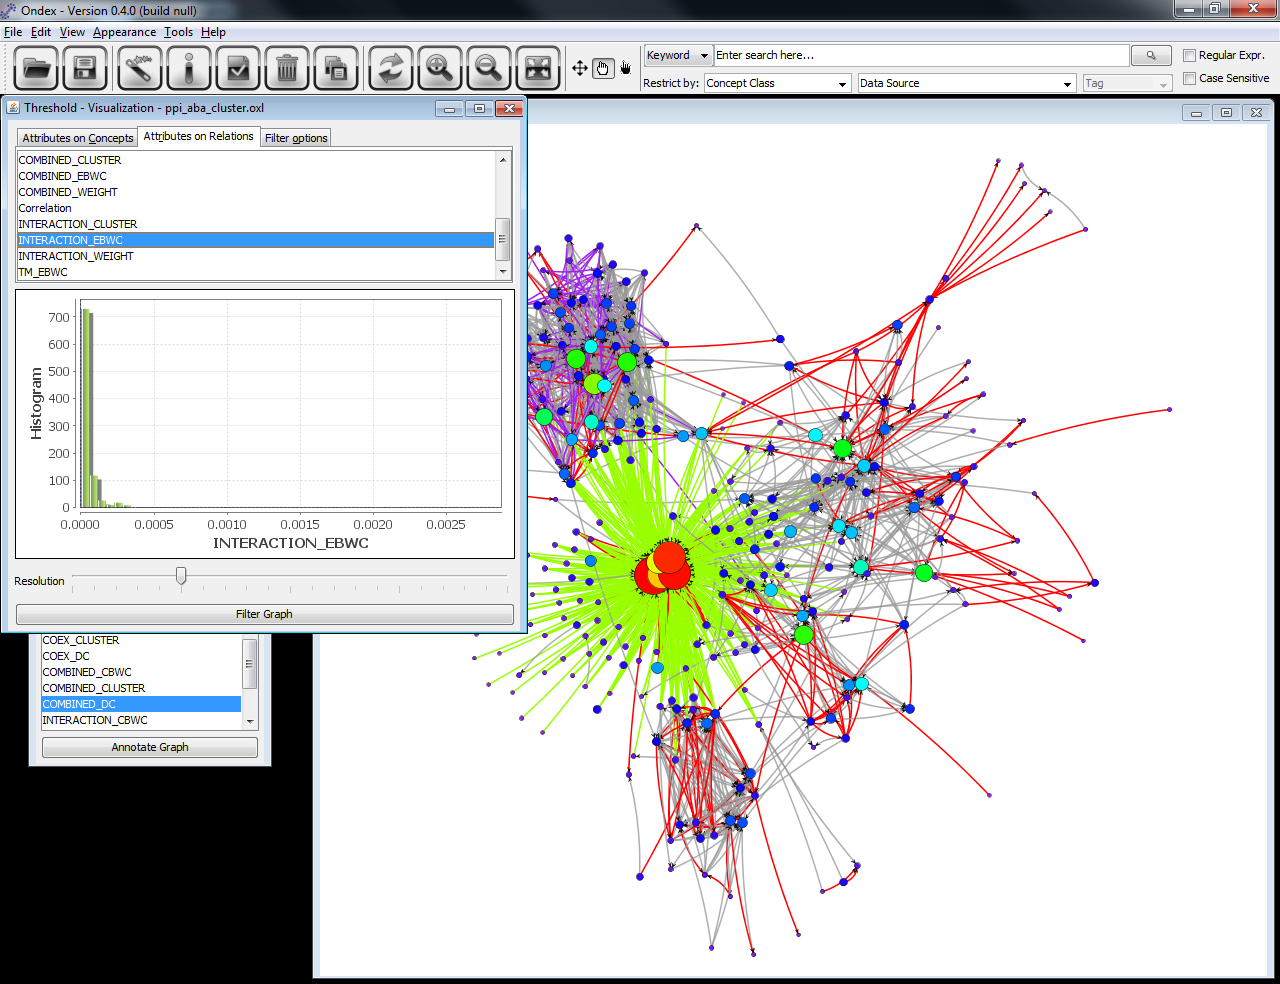 Ondex - Version 0.4.0 (build null)
File Edit View Appearance Tools Help
Keyword Enter search here... Regular Expr.
Restrict by: Concept Class Data Source Tag Case Sensitive
Threshold - Visualization - ppi_aba_cluster.oxl
Attributes on Concepts Attributes on Relations Filter options
COMBINED_CLUSTER
COMBINED_EBWC
COMBINED_WEIGHT
Correlation
INTERACTION_CLUSTER
INTERACTION_EBWC
INTERACTION_WEIGHT
TM_EBWC
700
600
500
400
300
200
100
0
Histogram
0.0000 0.0005 0.0010 0.0015 0.0020 0.0025
INTERACTION_EBWC
Resolution
Filter Graph
COEX_CLUSTER
COEX_DC
COMBINED_CBWC
COMBINED_CLUSTER
COMBINED_DC
INTERACTION_CBWC
Annotate Graph